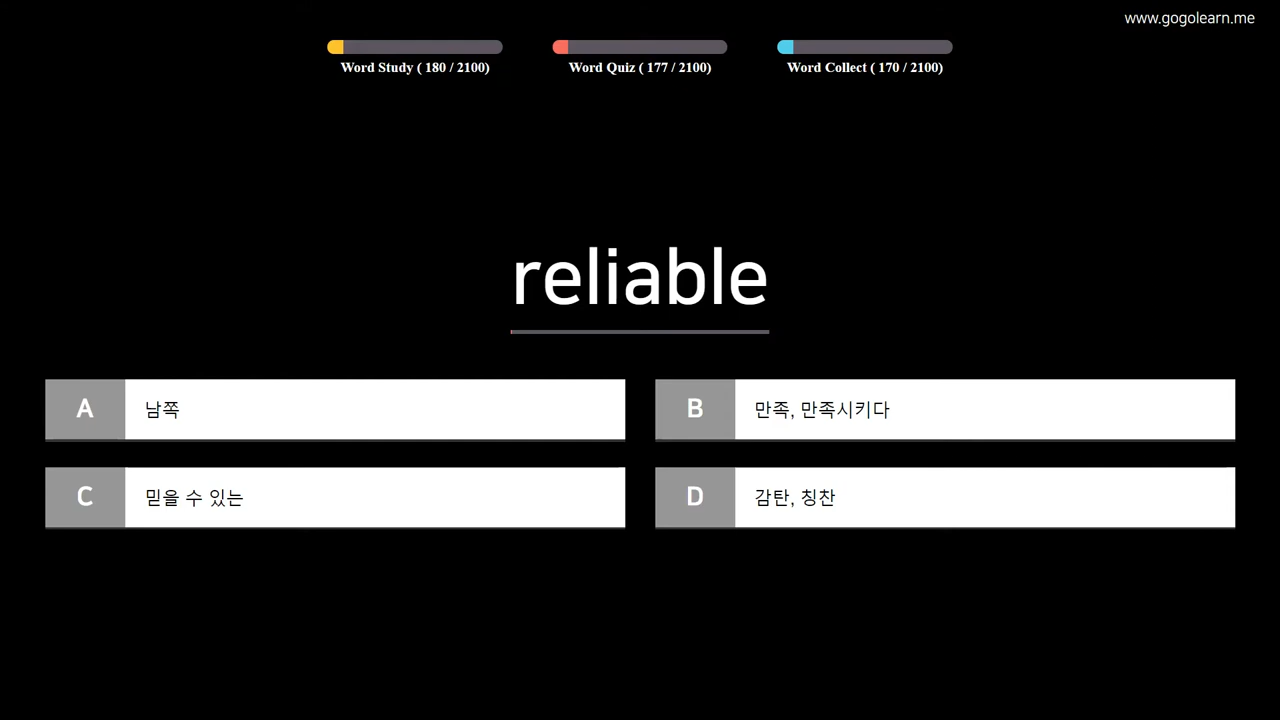 www.gogolearn.me
Word Study ( 180 / 2100)
Word Quiz ( 177 / 2100)
Word Collect ( 170 / 2100)
reliable
A 남쪽
B 만족, 만족시키다
C 믿을 수 있는
D 감탄, 칭찬